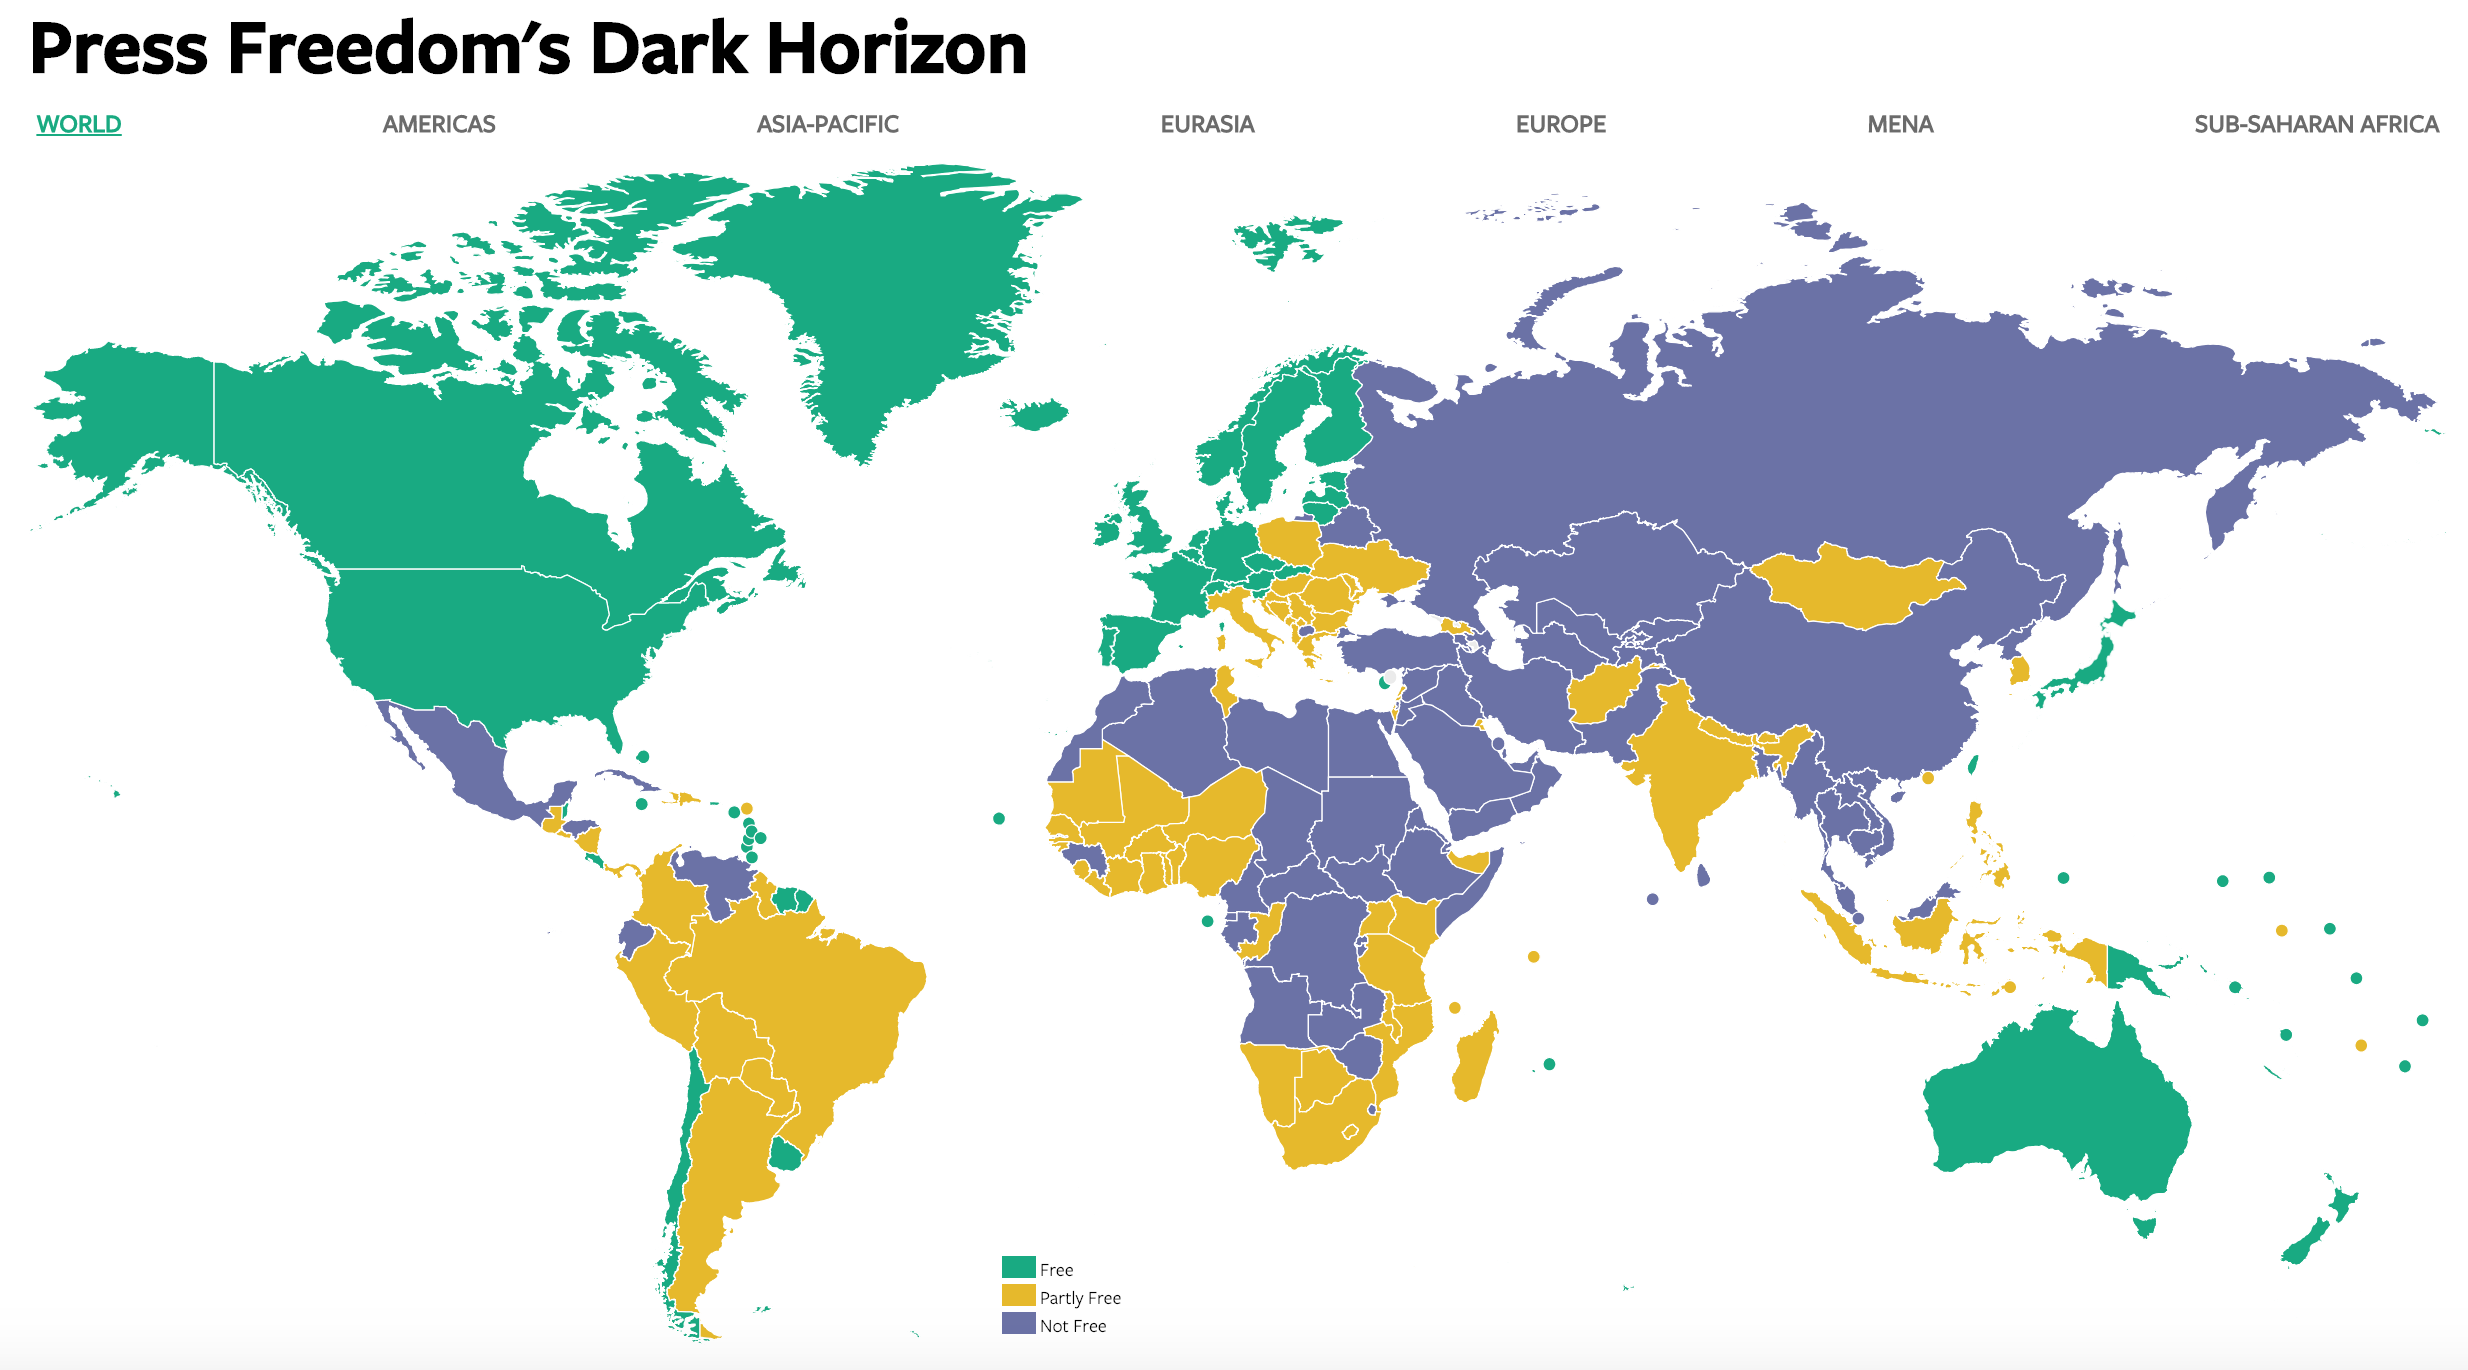 Press Freedom’s Dark Horizon
WORLD AMERICAS ASIA-PACIFIC EURASIA EUROPE MENA SUB-SAHARAN AFRICA
Free
Partly Free
Not Free